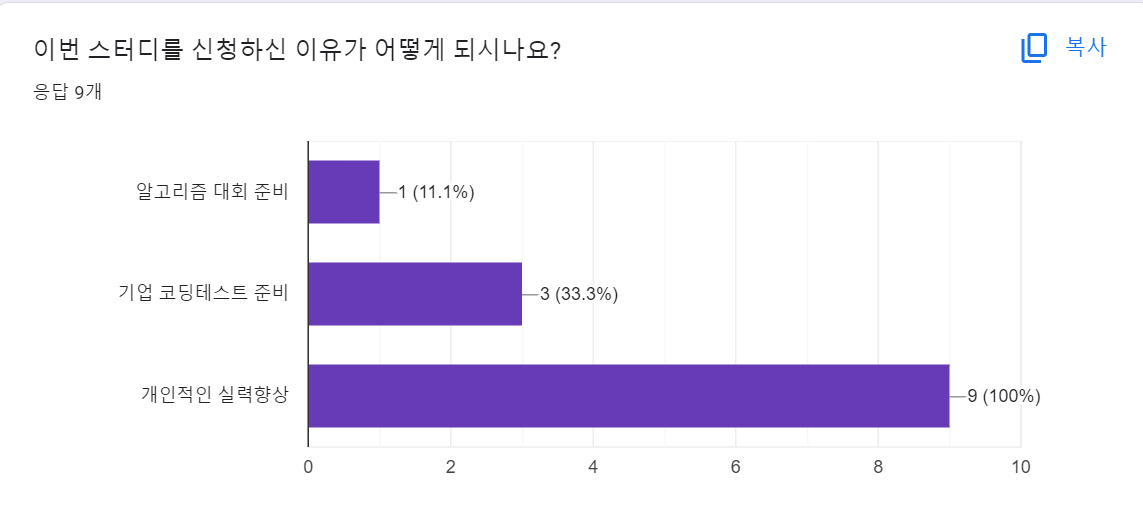 이번 스터디를 신청하신 이유가 어떻게 되시나요?
복사
응답 9개
알고리즘 대회 준비
1 (11.1%)
기업 코딩테스트 준비
3 (33.3%)
개인적인 실력향상
9 (100%)
0 2 4 6 8 10